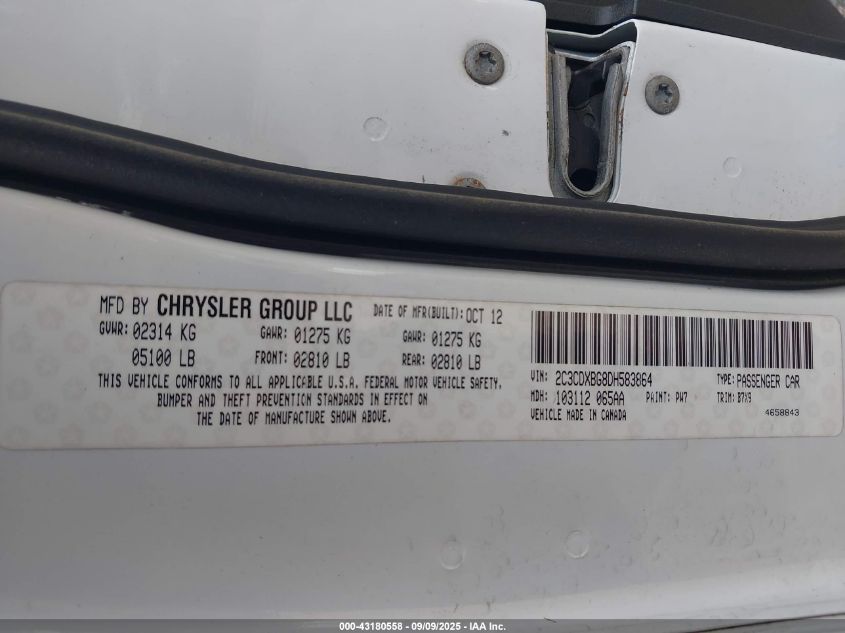 MFD BY CHRYSLER GROUP LLC DATE OF MFR(BUILT): OCT 12
GVWR: 02314 KG GAWR: 01275 KG GAWR: 01275 KG
05100 LB FRONT: 02810 LB REAR: 02810 LB
THIS VEHICLE CONFORMS TO ALL APPLICABLE U.S.A. FEDERAL MOTOR VEHICLE SAFETY,
BUMPER AND THEFT PREVENTION STANDARDS IN EFFECT ON
THE DATE OF MANUFACTURE SHOWN ABOVE.
VIN: 2C3CDXBG8DH583864 TYPE: PASSENGER CAR
MDH: 103112 065AA PAINT: PW7 TRIM: B7X9
VEHICLE MADE IN CANADA 4658843
000-43180558 - 09/09/2025 - IAA Inc.